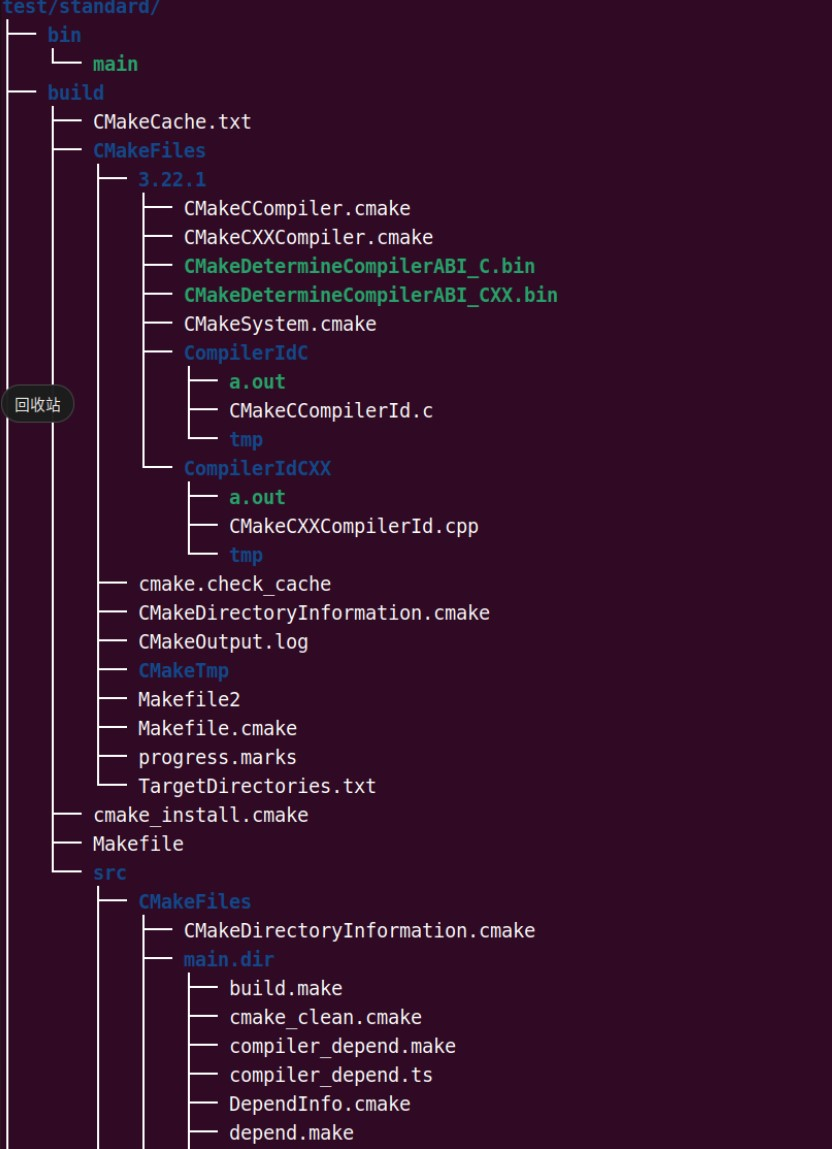 test/standard/
bin
main
build
CMakeCache.txt
CMakeFiles
3.22.1
CMakeCCompiler.cmake
CMakeCXXCompiler.cmake
CMakeDetermineCompilerABI_C.bin
CMakeDetermineCompilerABI_CXX.bin
CMakeSystem.cmake
CompilerIdC
a.out
回收站
CMakeCCompilerId.c
tmp
CompilerIdCXX
a.out
CMakeCXXCompilerId.cpp
tmp
cmake.check_cache
CMakeDirectoryInformation.cmake
CMakeOutput.log
CMakeTmp
Makefile2
Makefile.cmake
progress.marks
TargetDirectories.txt
cmake_install.cmake
Makefile
src
CMakeFiles
CMakeDirectoryInformation.cmake
main.dir
build.make
cmake_clean.cmake
compiler_depend.make
compiler_depend.ts
DependInfo.cmake
depend.make